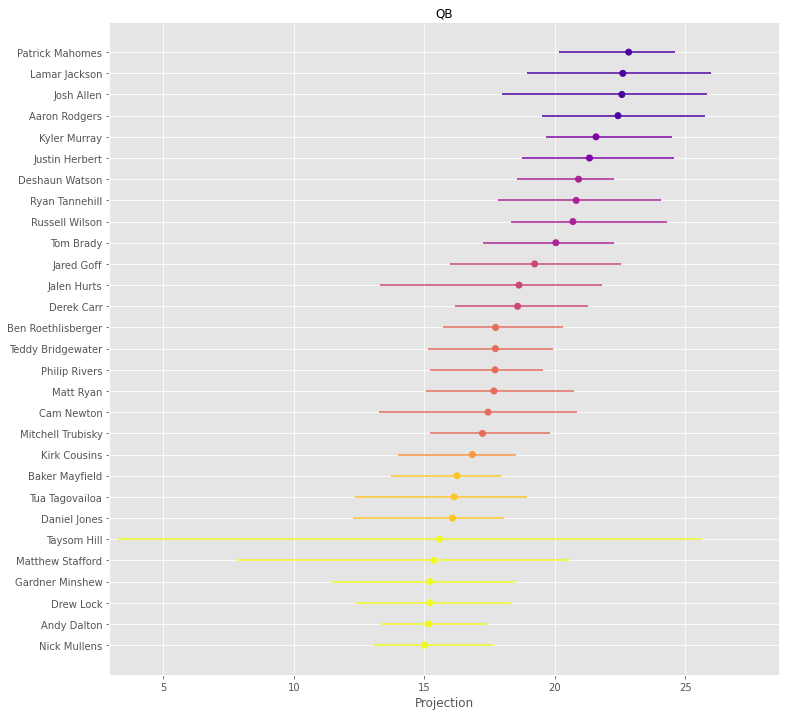 QB
Patrick Mahomes
Lamar Jackson
Josh Allen
Aaron Rodgers
Kyler Murray
Justin Herbert
Deshaun Watson
Ryan Tannehill
Russell Wilson
Tom Brady
Jared Goff
Jalen Hurts
Derek Carr
Ben Roethlisberger
Teddy Bridgewater
Philip Rivers
Matt Ryan
Cam Newton
Mitchell Trubisky
Kirk Cousins
Baker Mayfield
Tua Tagovailoa
Daniel Jones
Taysom Hill
Matthew Stafford
Gardner Minshew
Drew Lock
Andy Dalton
Nick Mullens
5 10 15 20 25
Projection